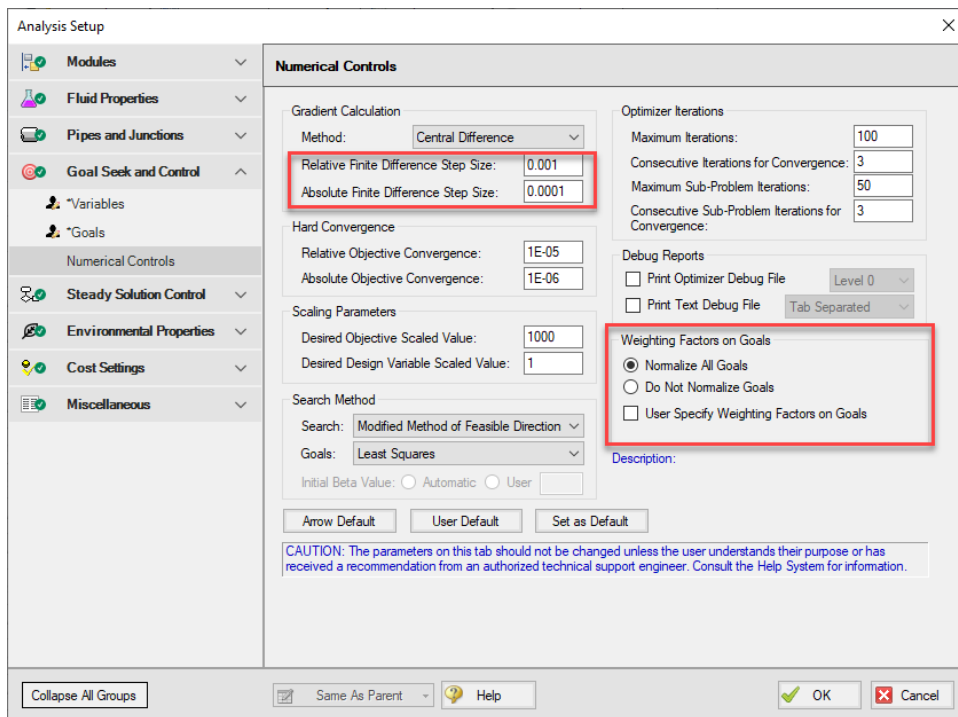 Analysis Setup
Modules
Fluid Properties
Pipes and Junctions
Goal Seek and Control
*Variables
*Goals
Numerical Controls
Steady Solution Control
Environmental Properties
Cost Settings
Miscellaneous
Numerical Controls
Gradient Calculation
Method: Central Difference
Relative Finite Difference Step Size: 0.001
Absolute Finite Difference Step Size: 0.0001
Hard Convergence
Relative Objective Convergence: 1E-05
Absolute Objective Convergence: 1E-06
Scaling Parameters
Desired Objective Scaled Value: 1000
Desired Design Variable Scaled Value: 1
Search Method
Search: Modified Method of Feasible Direction
Goals: Least Squares
Initial Beta Value: Automatic User
Optimizer Iterations
Maximum Iterations: 100
Consecutive Iterations for Convergence: 3
Maximum Sub-Problem Iterations: 50
Consecutive Sub-Problem Iterations for 3
Convergence:
Debug Reports
Print Optimizer Debug File Level 0
Print Text Debug File Tab Separated
Weighting Factors on Goals
Normalize All Goals
Do Not Normalize Goals
User Specify Weighting Factors on Goals
Description:
Arrow Default User Default Set as Default
CAUTION: The parameters on this tab should not be changed unless the user understands their purpose or has
received a recommendation from an authorized technical support engineer. Consult the Help System for information.
Collapse All Groups Same As Parent Help OK Cancel